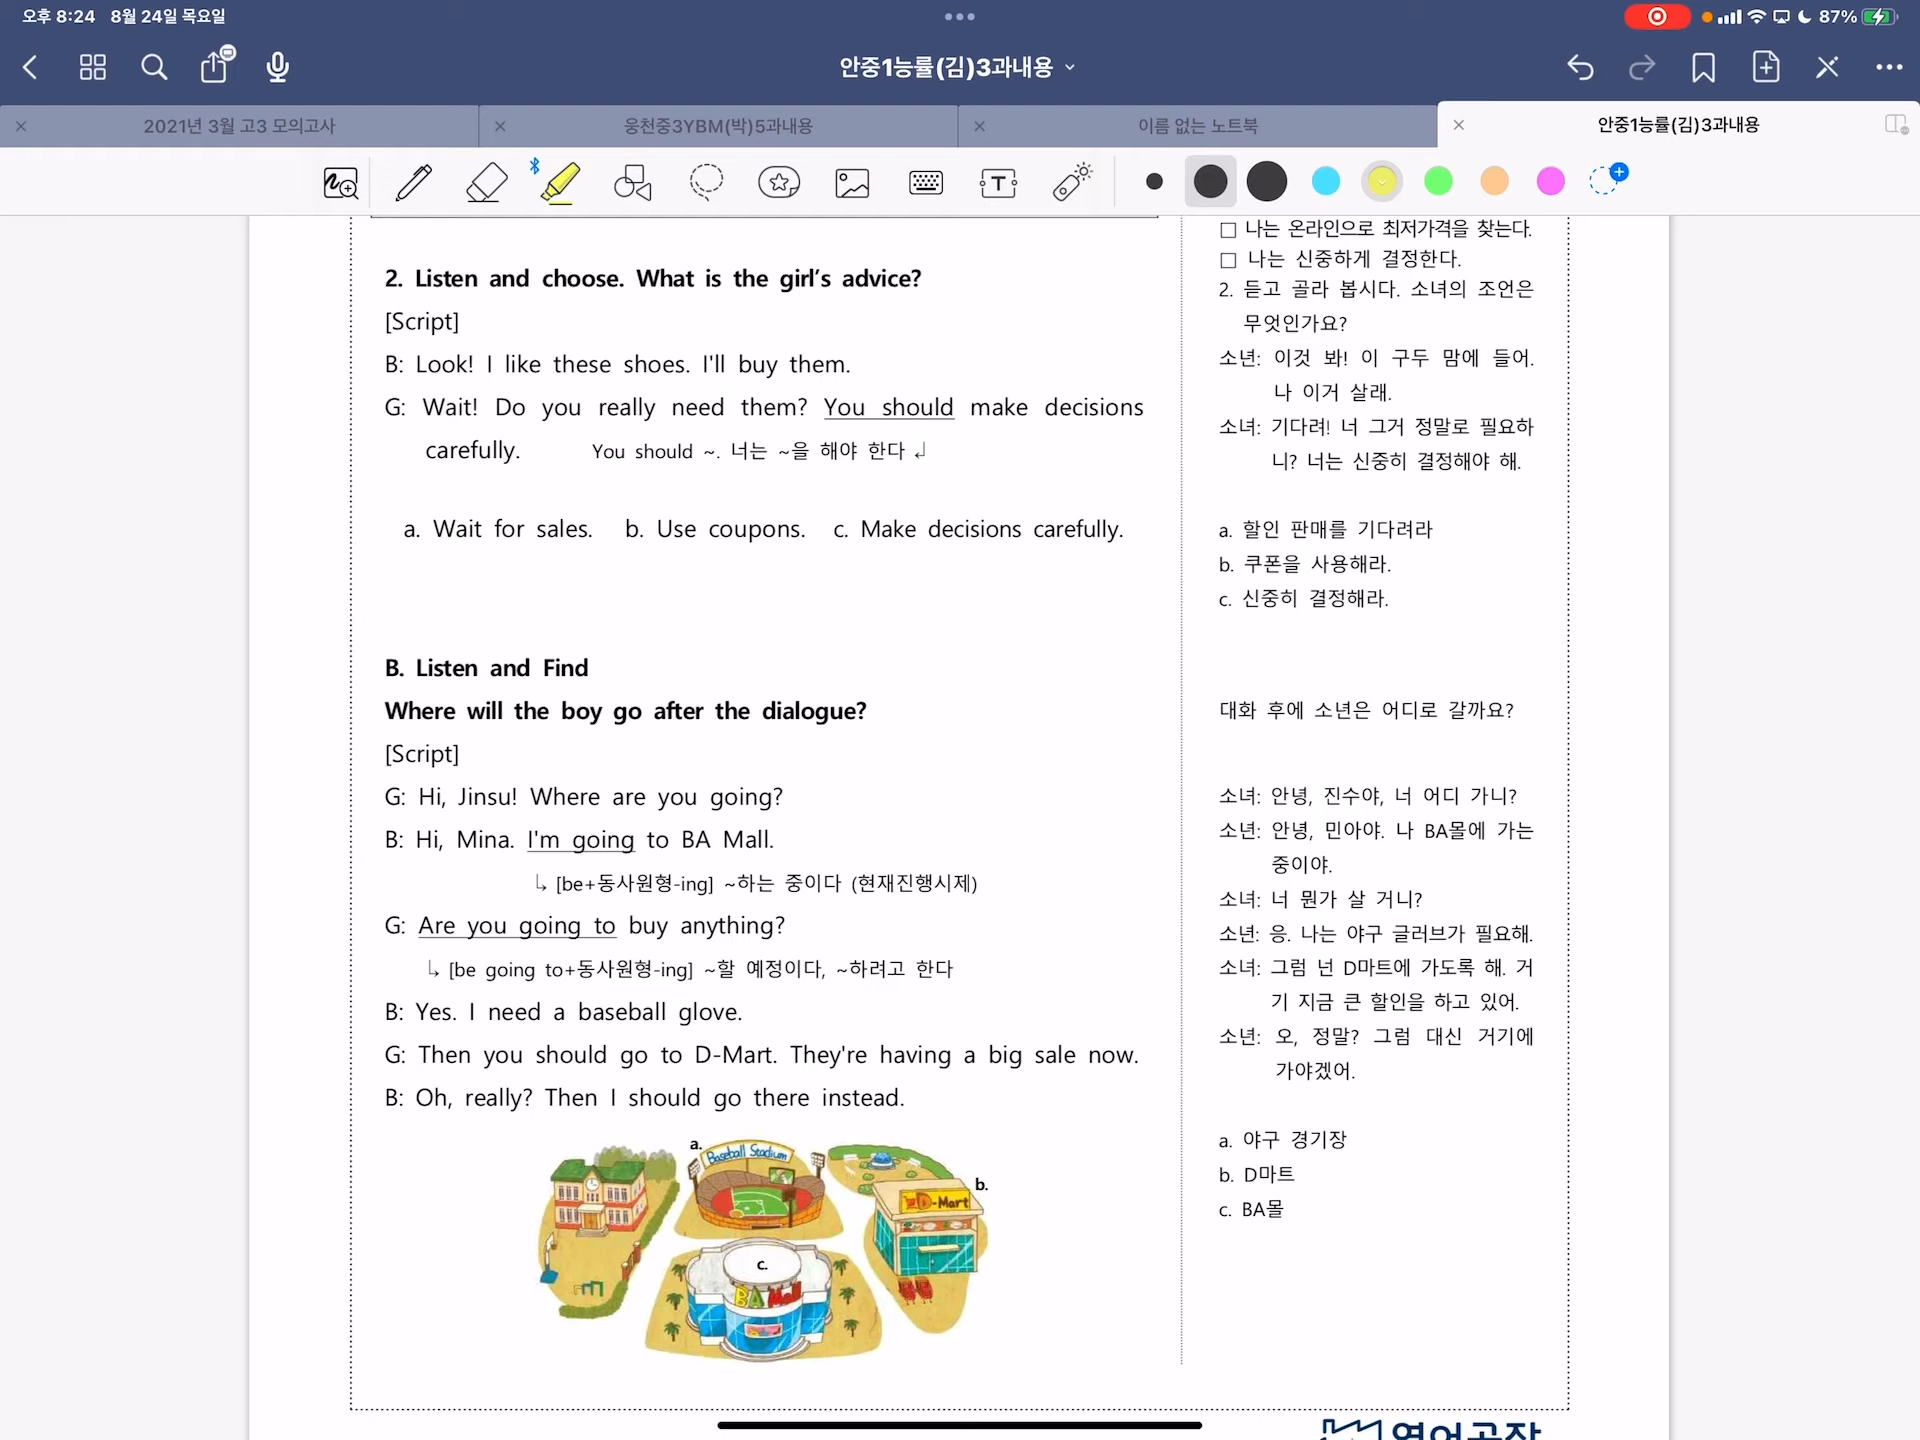 오후 8:24 8월 24일 목요일
87%
안중1능률(김)3과내용
2021년 3월 고3 모의고사
웅천중3YBM(박)5과내용
이름 없는 노트북
안중1능률(김)3과내용
2. Listen and choose. What is the girl's advice?
[Script]
B: Look! I like these shoes. I'll buy them.
G: Wait! Do you really need them? You should make decisions
carefully. You should ~. 너는 ~을 해야 한다 ↲
a. Wait for sales. b. Use coupons. c. Make decisions carefully.
B. Listen and Find
Where will the boy go after the dialogue?
[Script]
G: Hi, Jinsu! Where are you going?
B: Hi, Mina. I'm going to BA Mall.
↳ [be+동사원형-ing] ~하는 중이다 (현재진행시제)
G: Are you going to buy anything?
↳ [be going to+동사원형-ing] ~할 예정이다, ~하려고 한다
B: Yes. I need a baseball glove.
G: Then you should go to D-Mart. They're having a big sale now.
B: Oh, really? Then I should go there instead.
a.
Baseball Stadium
b.
D-Mart
c.
BA Mall
□ 나는 온라인으로 최저가격을 찾는다.
□ 나는 신중하게 결정한다.
2. 듣고 골라 봅시다. 소녀의 조언은
무엇인가요?
소년: 이것 봐! 이 구두 맘에 들어.
나 이거 살래.
소녀: 기다려! 너 그거 정말로 필요하
니? 너는 신중히 결정해야 해.
a. 할인 판매를 기다려라
b. 쿠폰을 사용해라.
c. 신중히 결정해라.
대화 후에 소년은 어디로 갈까요?
소녀: 안녕, 진수야, 너 어디 가니?
소년: 안녕, 민아야. 나 BA몰에 가는
중이야.
소녀: 너 뭔가 살 거니?
소년: 응. 나는 야구 글러브가 필요해.
소녀: 그럼 넌 D마트에 가도록 해. 거
기 지금 큰 할인을 하고 있어.
소년: 오, 정말? 그럼 대신 거기에
가야겠어.
a. 야구 경기장
b. D마트
c. BA몰